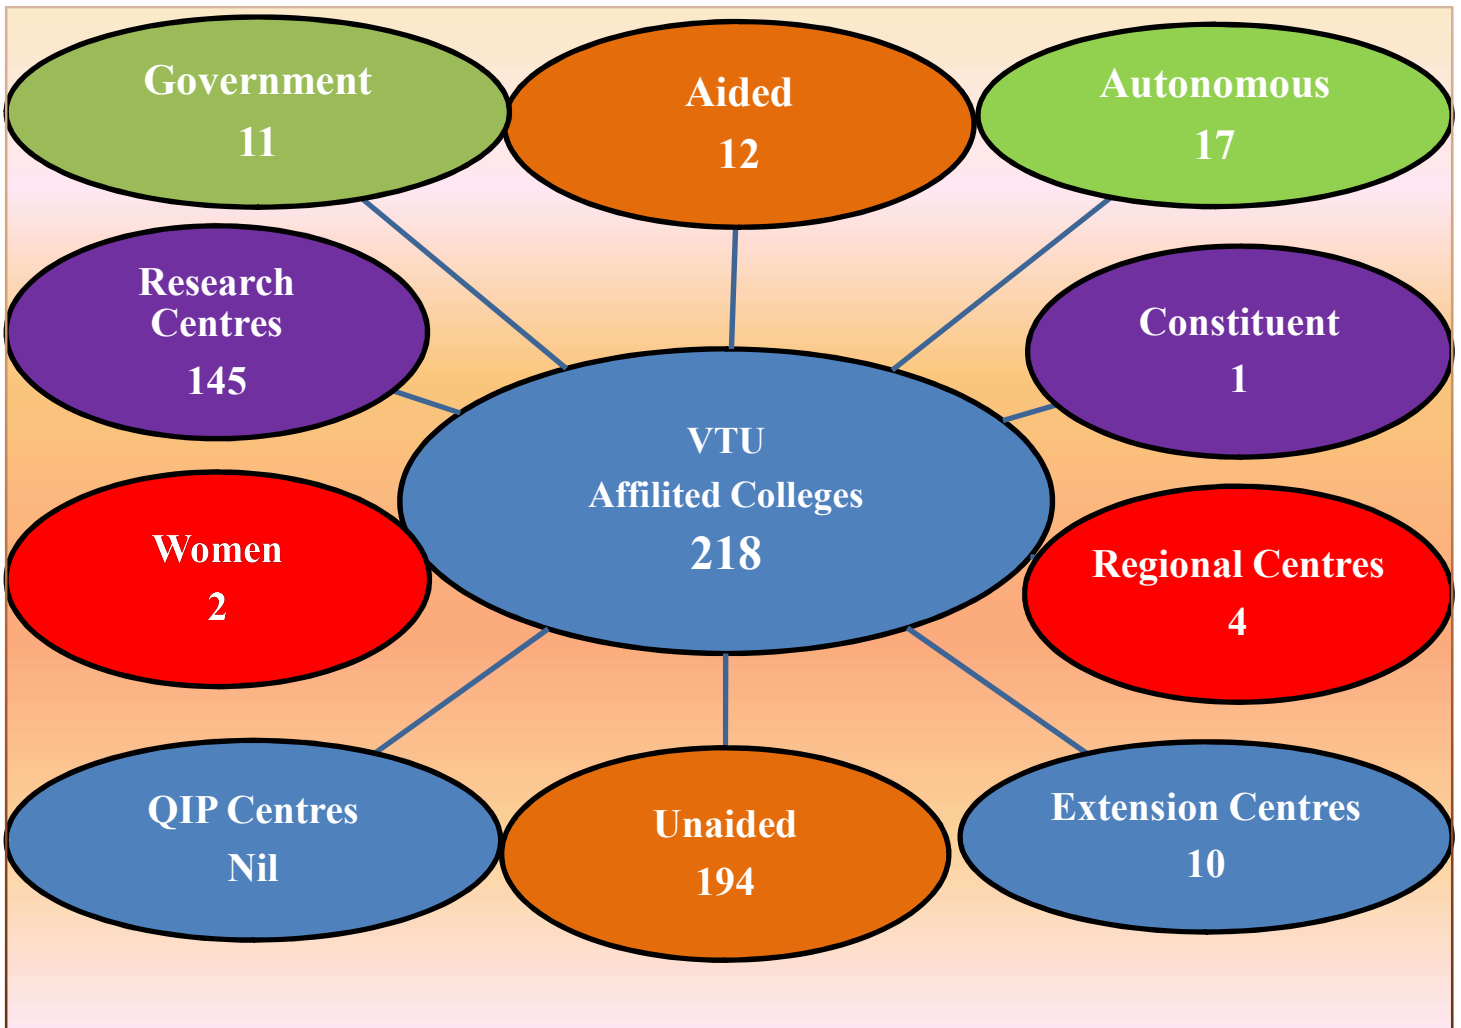 Government
11
Aided
12
Autonomous
17
Research
Centres
145
Constituent
1
VTU
Affilited Colleges
218
Women
2
Regional Centres
4
QIP Centres
Nil
Unaided
194
Extension Centres
10